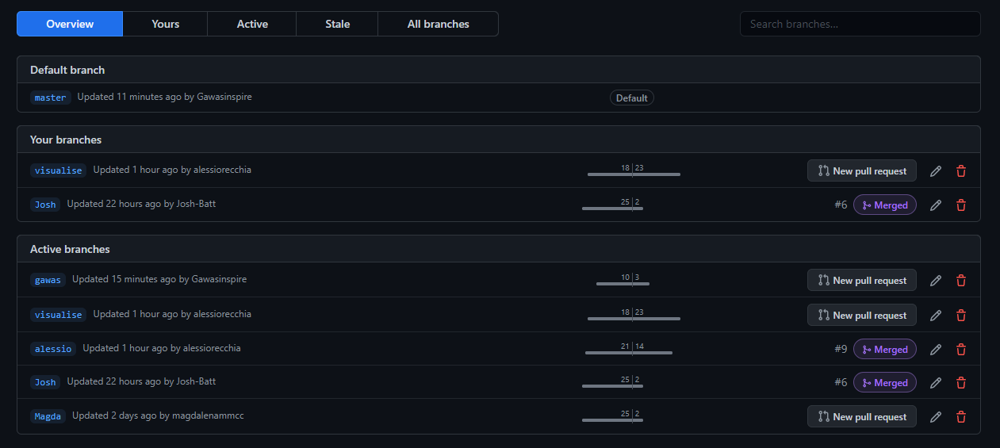 Overview Yours Active Stale All branches Search branches...
Default branch
master Updated 11 minutes ago by Gawasinspire Default
Your branches
visualise Updated 1 hour ago by alessiorecchia 18 23 New pull request
Josh Updated 22 hours ago by Josh-Batt 25 2 #6 Merged
Active branches
gawas Updated 15 minutes ago by Gawasinspire 10 3 New pull request
visualise Updated 1 hour ago by alessiorecchia 18 23 New pull request
alessio Updated 1 hour ago by alessiorecchia 21 14 #9 Merged
Josh Updated 22 hours ago by Josh-Batt 25 2 #6 Merged
Magda Updated 2 days ago by magdalenammcc 25 2 New pull request